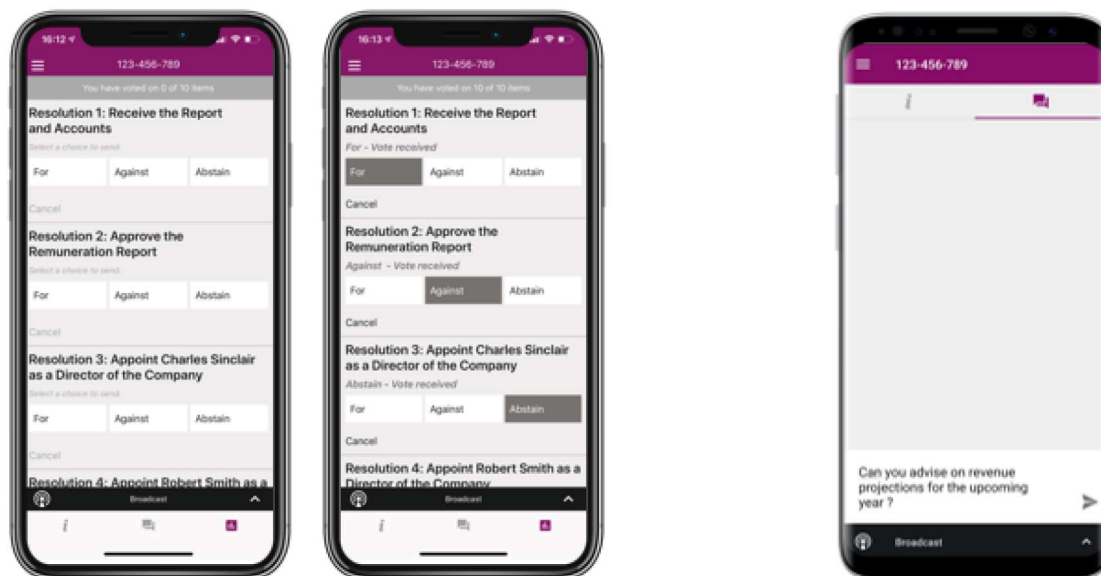 16:12
123-456-789
You have voted on 0 of 10 items
Resolution 1: Receive the Report
and Accounts
Select a choice to send
For Against Abstain
Cancel
Resolution 2: Approve the
Remuneration Report
Select a choice to send
For Against Abstain
Cancel
Resolution 3: Appoint Charles Sinclair
as a Director of the Company
Select a choice to send
For Against Abstain
Cancel
Resolution 4: Appoint Robert Smith as a
Broadcast
i
16:13
123-456-789
You have voted on 10 of 10 items
Resolution 1: Receive the Report
and Accounts
For - Vote received
For Against Abstain
Cancel
Resolution 2: Approve the
Remuneration Report
Against - Vote received
For Against Abstain
Cancel
Resolution 3: Appoint Charles Sinclair
as a Director of the Company
Abstain - Vote received
For Against Abstain
Cancel
Resolution 4: Appoint Robert Smith as a
Director of the Company
Broadcast
i
123-456-789
i
Can you advise on revenue
projections for the upcoming
year ?
Broadcast